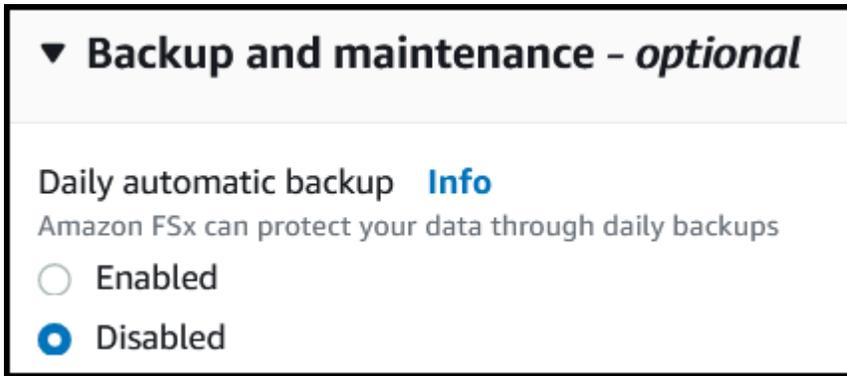 Backup and maintenance - optional
Daily automatic backup Info
Amazon FSx can protect your data through daily backups
Enabled
Disabled